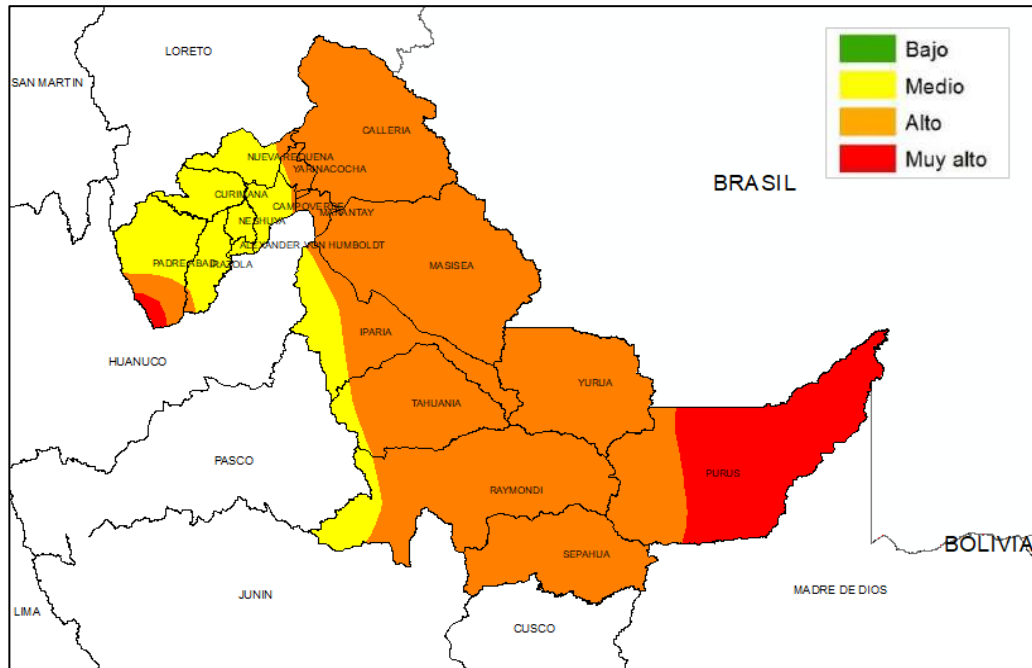 LORETO
SAN MARTIN
Bajo
Medio
Alto
Muy alto
CALLERIA
NUEVA REQUENA
YARINACOCHA
BRASIL
CURIMANA
CAMPOVERDE
MANANTAY
NESHUYA
ALEXANDER VON HUMBOLDT
PADRE ABAD
IRAZOLA
MASISEA
IPARIA
HUANUCO
YURUA
TAHUANIA
PASCO
PURUS
RAYMONDI
BOLIVIA
SEPAHUA
MADRE DE DIOS
JUNIN
LIMA
CUSCO